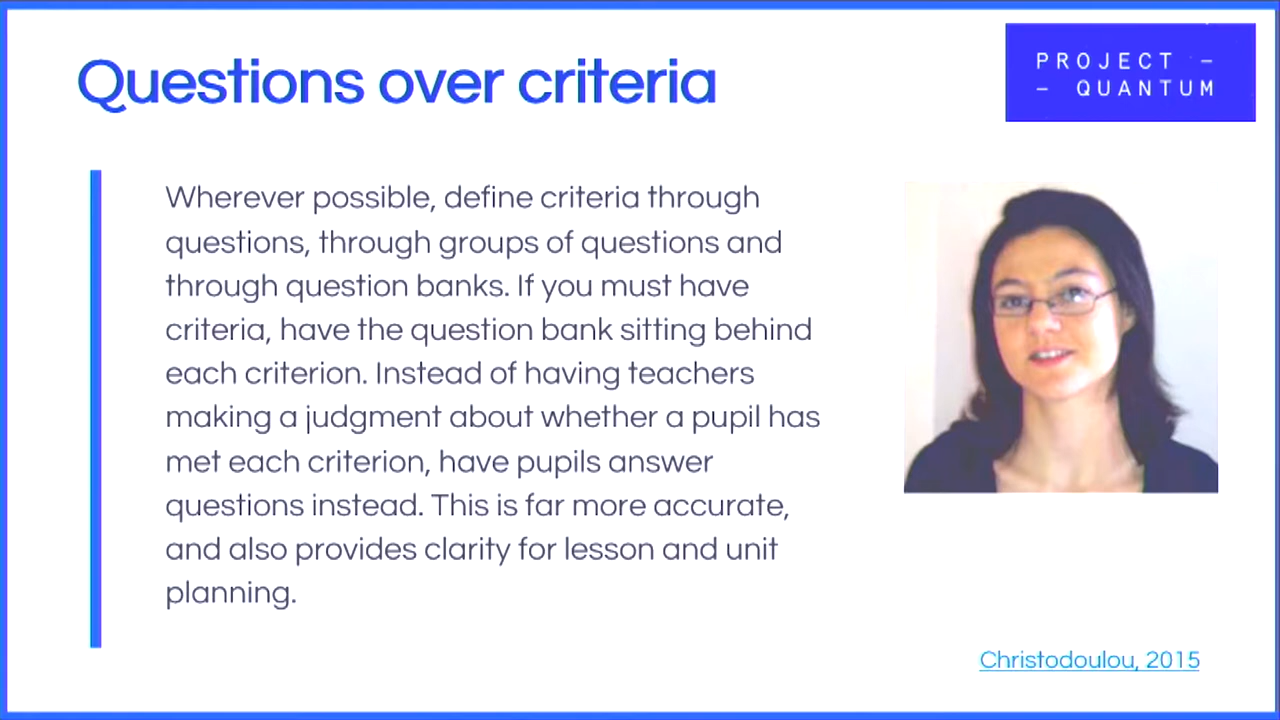 Questions over criteria
PROJECT –
– QUANTUM
Wherever possible, define criteria through
questions, through groups of questions and
through question banks. If you must have
criteria, have the question bank sitting behind
each criterion. Instead of having teachers
making a judgment about whether a pupil has
met each criterion, have pupils answer
questions instead. This is far more accurate,
and also provides clarity for lesson and unit
planning.
Christodoulou, 2015